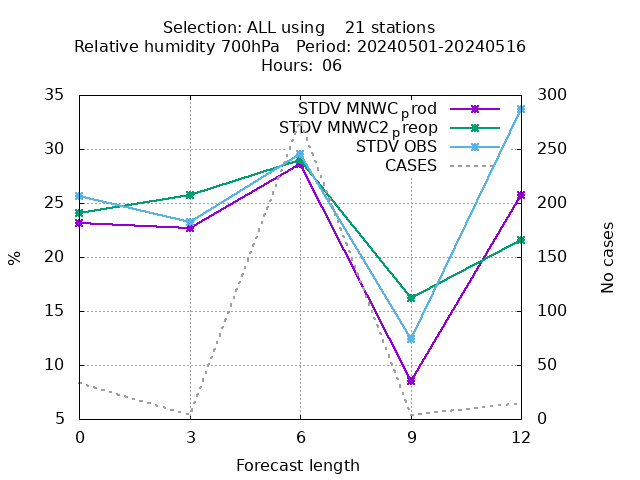 Selection: ALL using    21 stations
Relative humidity 700hPa   Period: 20240501-20240516
Hours: 06
35 300
STDV MNWC_prod
STDV MNWC2_preop
STDV OBS
CASES
30 250
25 200
20 150
% No cases
15 100
10 50
5 0
0 3 6 9 12
Forecast length